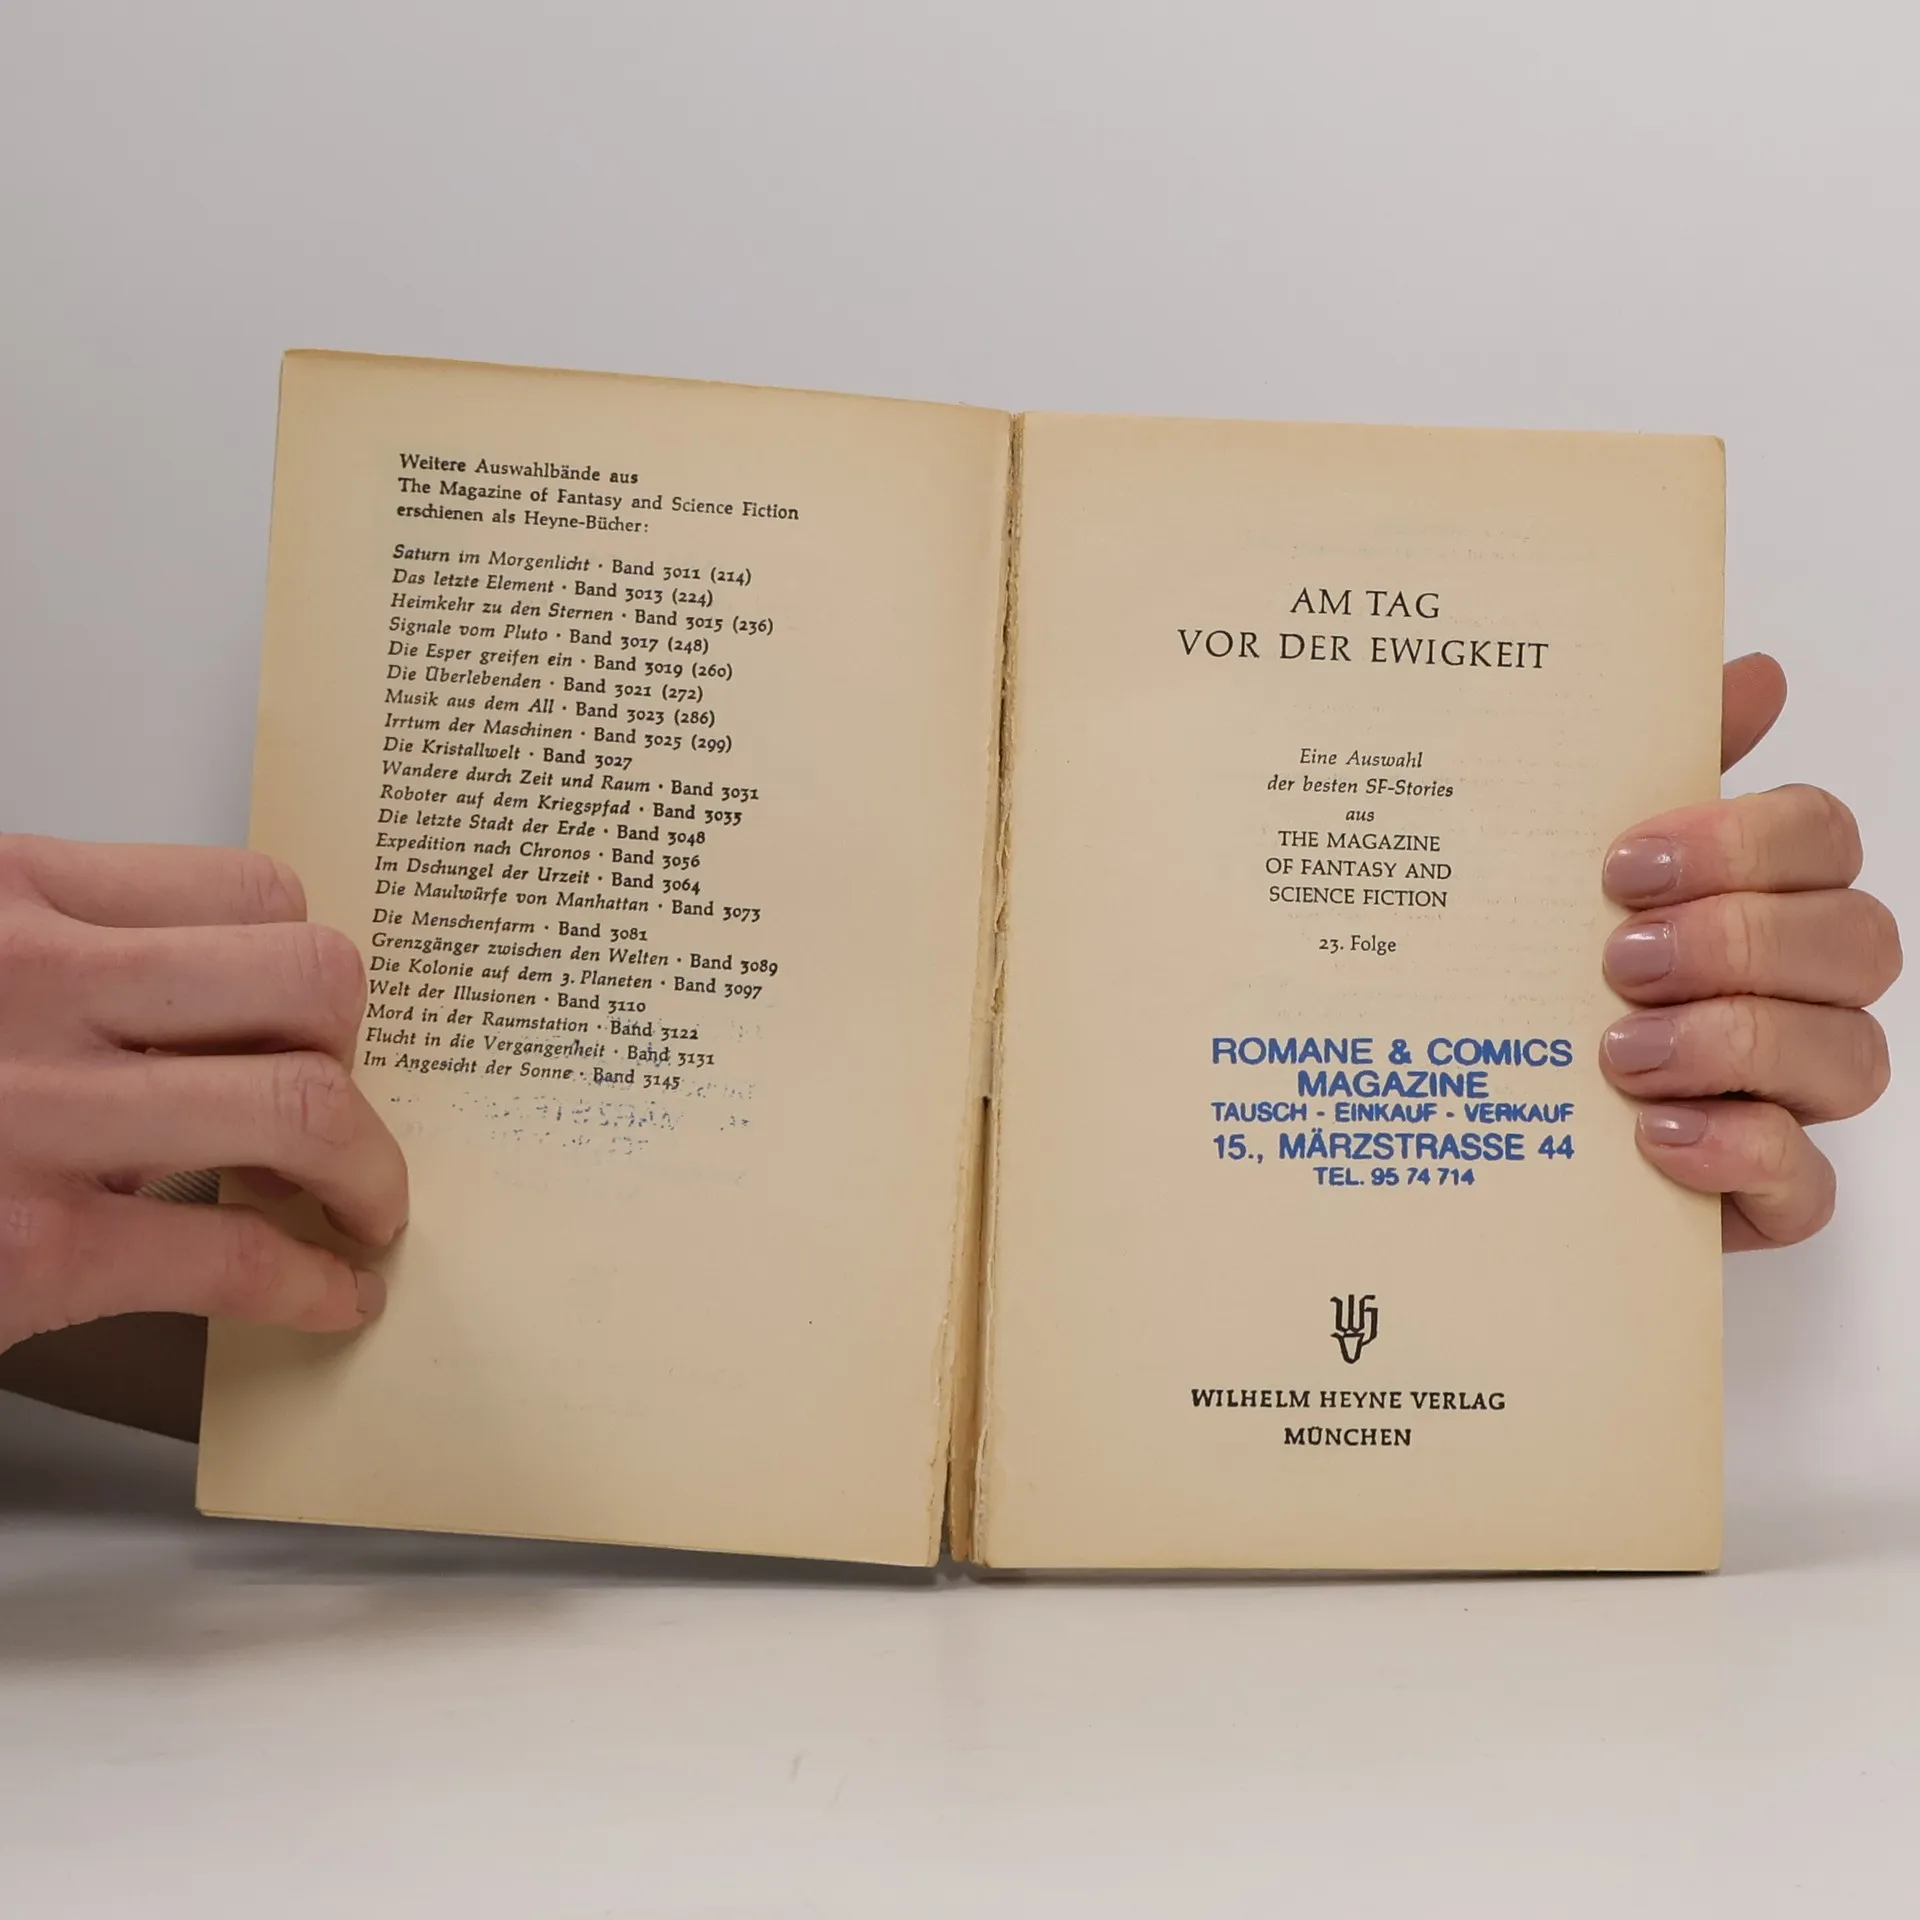 Weitere Auswahlbände aus
The Magazine of Fantasy and Science Fiction
erschienen als Heyne-Bücher:
Saturn im Morgenlicht · Band 3011 (214)
Das letzte Element · Band 3013 (224)
Heimkehr zu den Sternen · Band 3015 (236)
Signale vom Pluto · Band 3017 (248)
Die Esper greifen ein · Band 3019 (260)
Die Überlebenden · Band 3021 (272)
Musik aus dem All · Band 3023 (286)
Irrtum der Maschinen · Band 3025 (299)
Die Kristallwelt · Band 3027
Wandere durch Zeit und Raum · Band 3031
Roboter auf dem Kriegspfad · Band 3035
Die letzte Stadt der Erde · Band 3048
Expedition nach Chronos · Band 3056
Im Dschungel der Urzeit · Band 3064
Die Maulwürfe von Manhattan · Band 3073
Die Menschenfarm · Band 3081
Grenzgänger zwischen den Welten · Band 3089
Die Kolonie auf dem 3. Planeten · Band 3097
Welt der Illusionen · Band 3110
Mord in der Raumstation · Band 3122
Flucht in die Vergangenheit · Band 3131
Im Angesicht der Sonne · Band 3145
AM TAG
VOR DER EWIGKEIT
Eine Auswahl
der besten SF-Stories
aus
THE MAGAZINE
OF FANTASY AND
SCIENCE FICTION
23. Folge
ROMANE & COMICS
MAGAZINE
TAUSCH - EINKAUF - VERKAUF
15., MÄRZSTRASSE 44
TEL. 95 74 714
WILHELM HEYNE VERLAG
MÜNCHEN